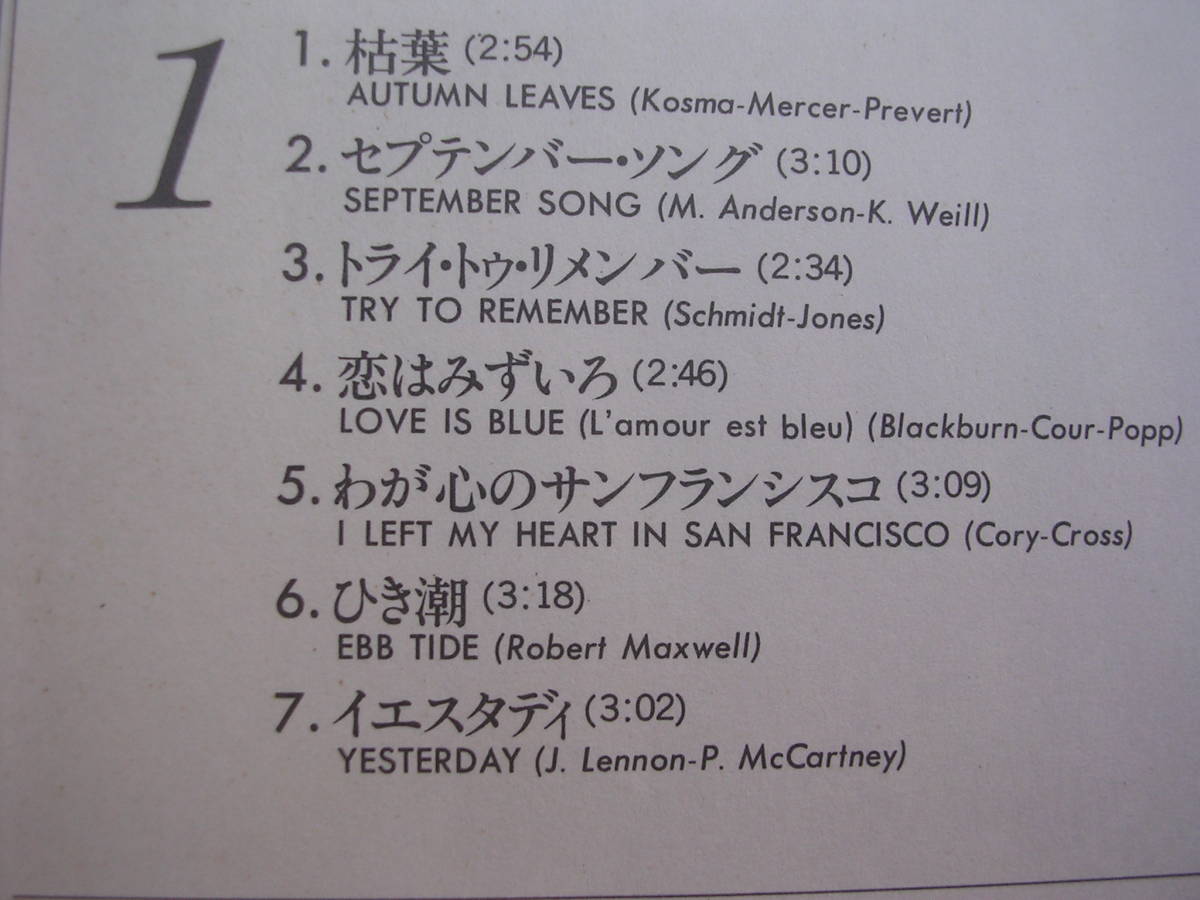 1
1. 枯葉 (2:54)
AUTUMN LEAVES (Kosma-Mercer-Prevert)
2. セプテンバー・ソング (3:10)
SEPTEMBER SONG (M. Anderson-K. Weill)
3. トライ・トゥ・リメンバー (2:34)
TRY TO REMEMBER (Schmidt-Jones)
4. 恋はみずいろ (2:46)
LOVE IS BLUE (L'amour est bleu) (Blackburn-Cour-Popp)
5. わが心のサンフランシスコ (3:09)
I LEFT MY HEART IN SAN FRANCISCO (Cory-Cross)
6. ひき潮 (3:18)
EBB TIDE (Robert Maxwell)
7. イエスタディ (3:02)
YESTERDAY (J. Lennon-P. McCartney)